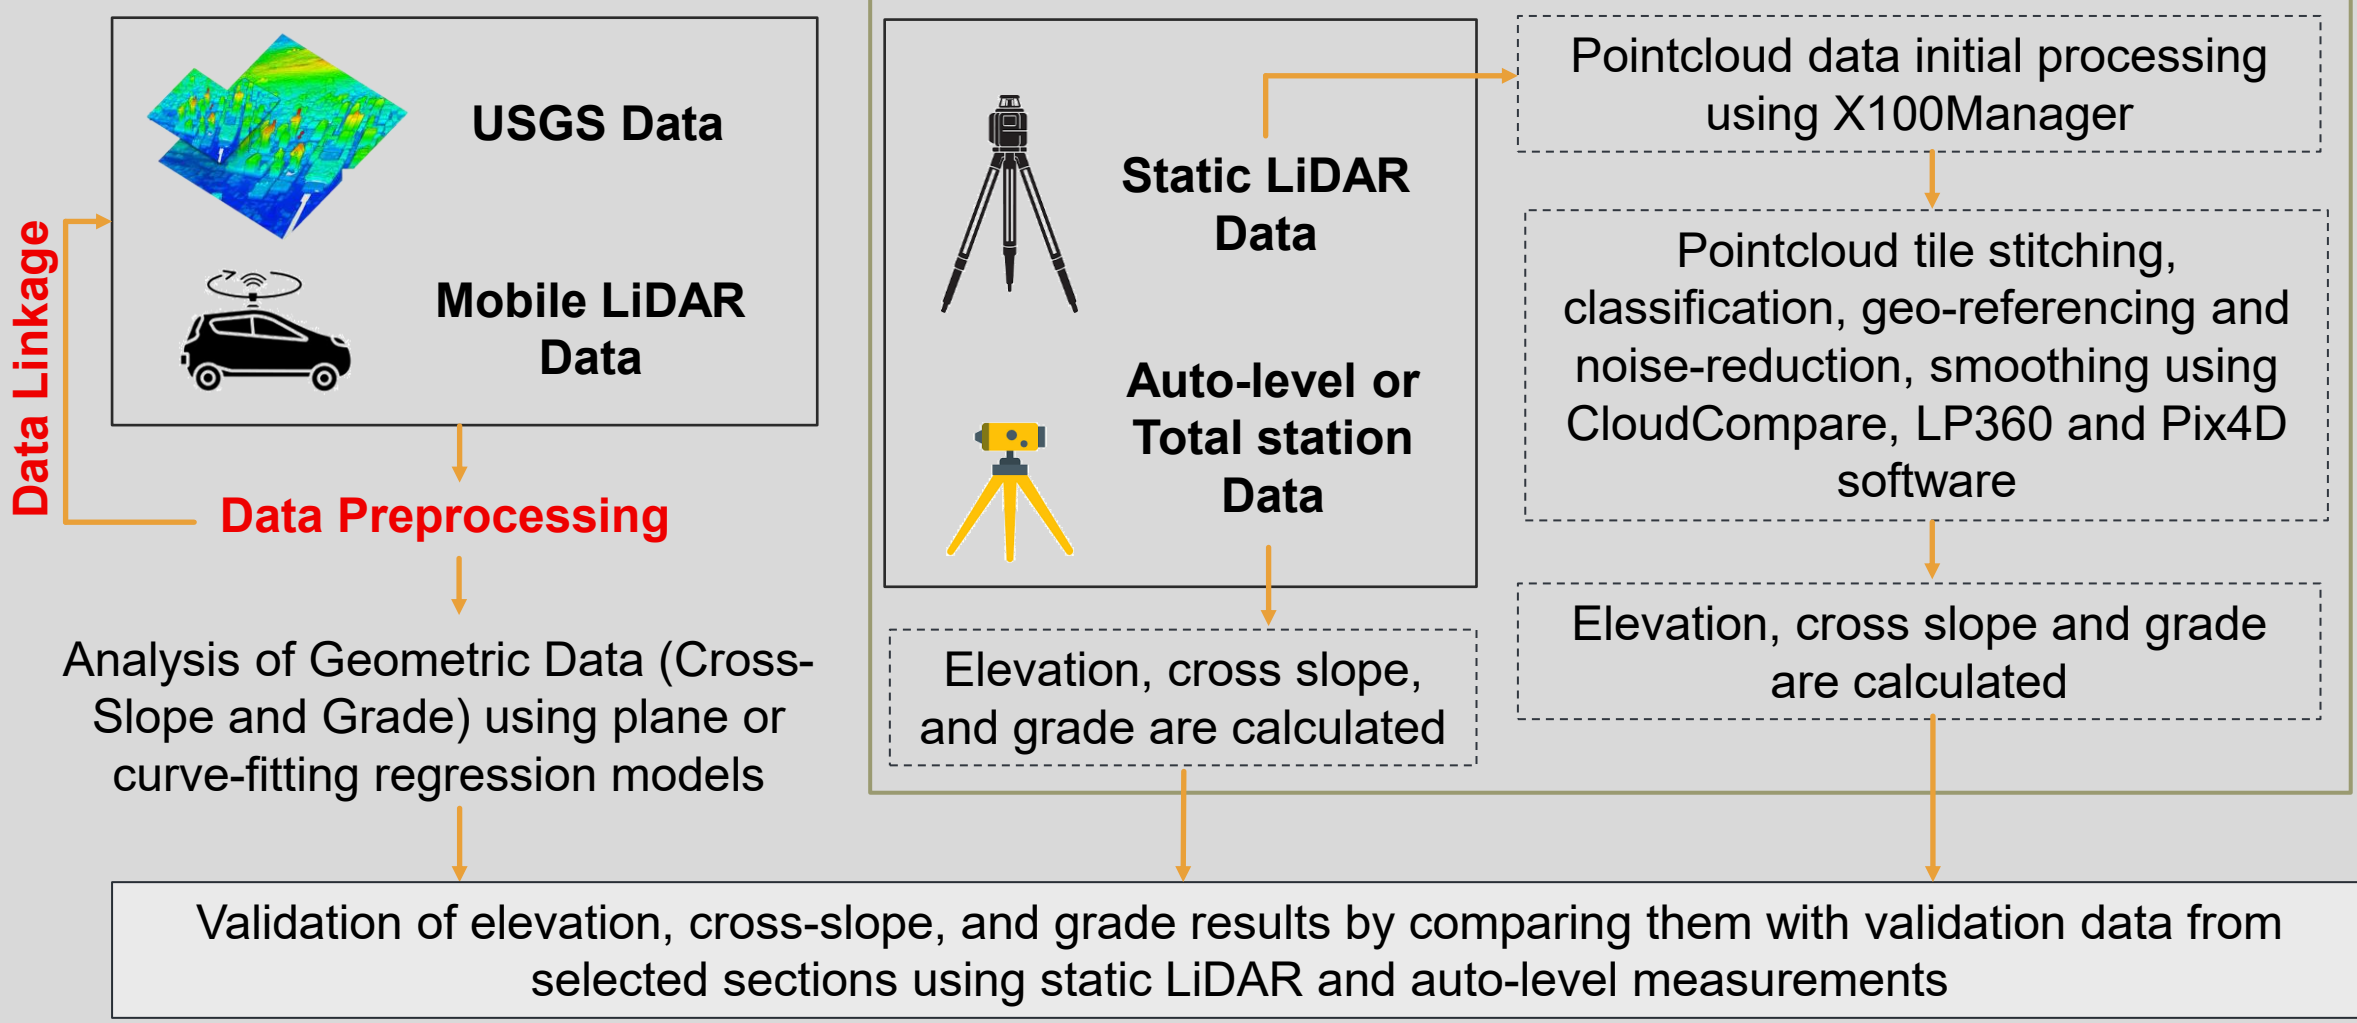 USGS Data
Mobile LiDAR
Data
Data Linkage
Data Preprocessing
Analysis of Geometric Data (Cross-
Slope and Grade) using plane or
curve-fitting regression models
Static LiDAR
Data
Auto-level or
Total station
Data
Elevation, cross slope,
and grade are calculated
Pointcloud data initial processing
using X100Manager
Pointcloud tile stitching,
classification, geo-referencing and
noise-reduction, smoothing using
CloudCompare, LP360 and Pix4D
software
Elevation, cross slope and grade
are calculated
Validation of elevation, cross-slope, and grade results by comparing them with validation data from
selected sections using static LiDAR and auto-level measurements